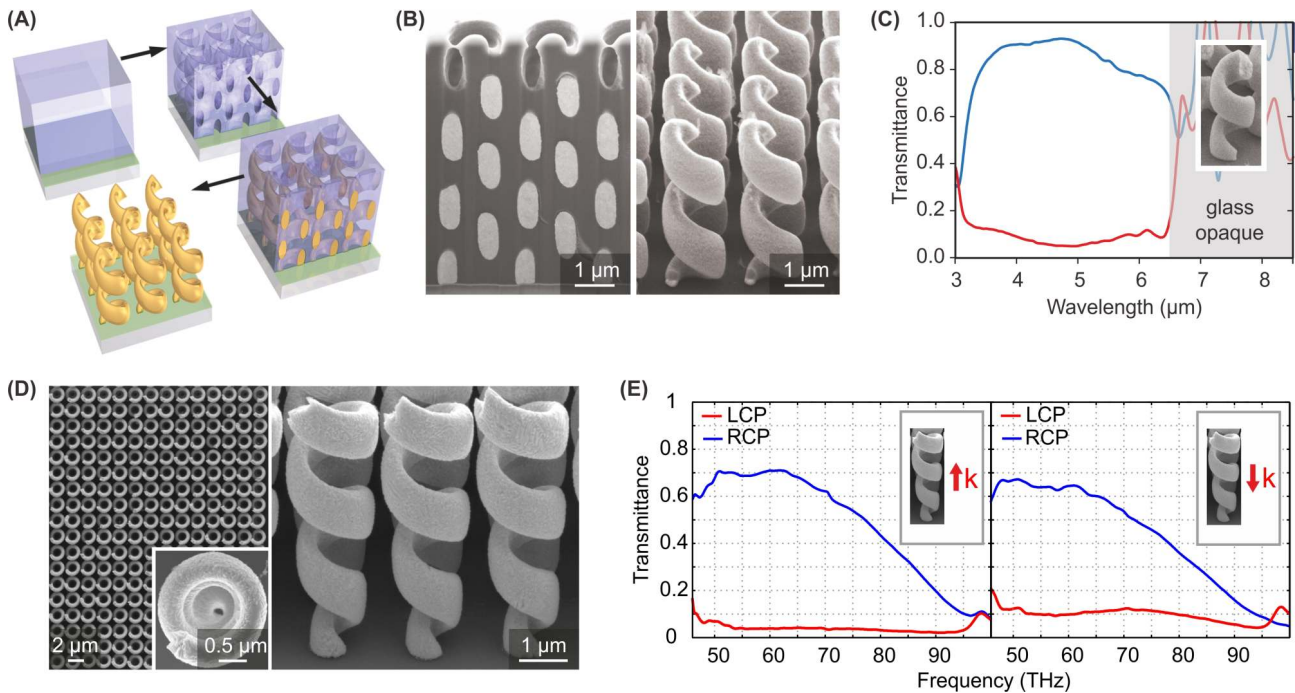 (A)
(B)
1 μm
1 μm
(C)
Transmittance
1.0
0.8
0.6
0.4
0.2
0.0
3 4 5 6 7 8
Wavelength (μm)
glass
opaque
(D)
2 μm
0.5 μm
1 μm
(E)
Transmittance
1
0.8
0.6
0.4
0.2
0
LCP
RCP
k
50 60 70 80 90
LCP
RCP
k
50 60 70 80 90
Frequency (THz)